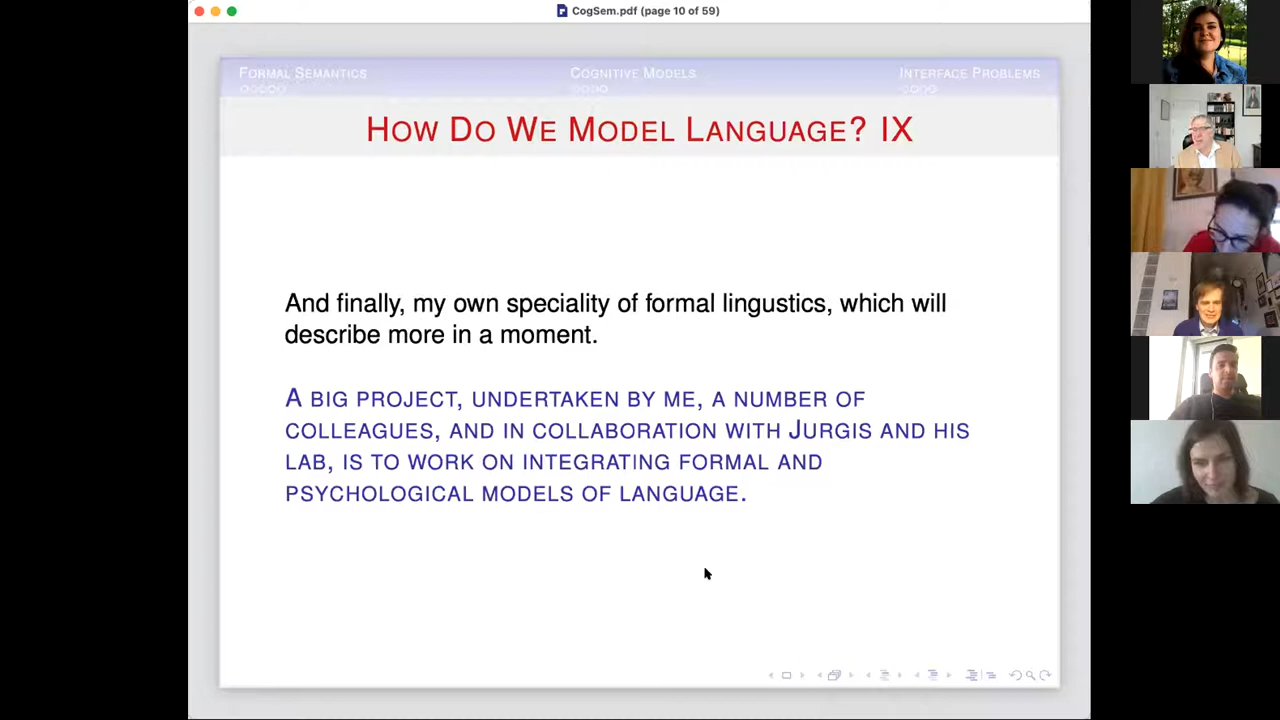 CogSem.pdf (page 10 of 59)
FORMAL SEMANTICS COGNITIVE MODELS INTERFACE PROBLEMS
HOW DO WE MODEL LANGUAGE? IX
And finally, my own speciality of formal lingustics, which will
describe more in a moment.
A BIG PROJECT, UNDERTAKEN BY ME, A NUMBER OF
COLLEAGUES, AND IN COLLABORATION WITH JURGIS AND HIS
LAB, IS TO WORK ON INTEGRATING FORMAL AND
PSYCHOLOGICAL MODELS OF LANGUAGE.